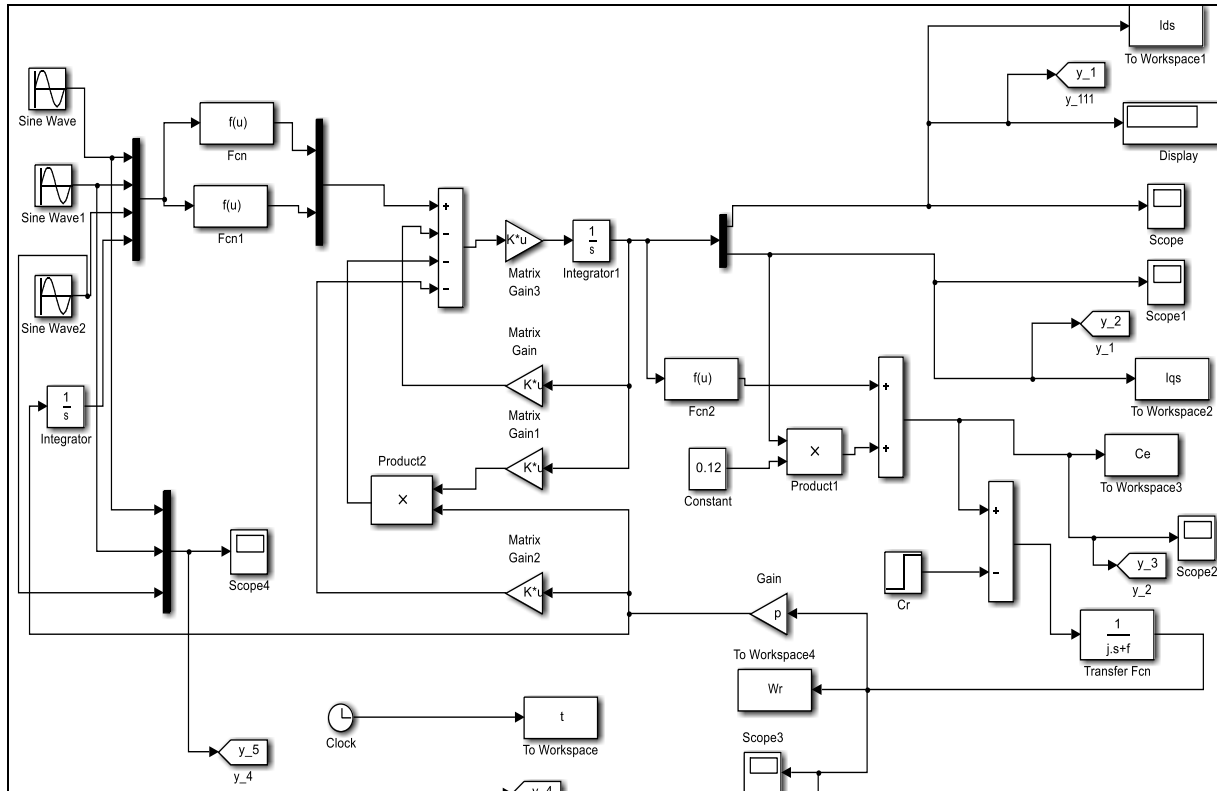 Ids
To Workspace1
y_1
y_111
Display
Sine Wave
f(u)
Fcn
Sine Wave1
f(u)
Fcn1
Sine Wave2
+
-
-
-
K*u
Matrix
Gain3
1
s
Integrator1
Scope
Scope1
y_2
y_1
Iqs
To Workspace2
Matrix
Gain
K*u
Matrix
Gain1
K*u
f(u)
Fcn2
+
+
1
s
Integrator
0.12
Constant
×
Product1
Ce
To Workspace3
Product2
×
Matrix
Gain2
K*u
Scope4
+
-
Cr
Scope2
y_3
y_2
Gain
p
1
j.s+f
Transfer Fcn
To Workspace4
Wr
Clock
t
To Workspace
Scope3
y_5
y_4
y_4